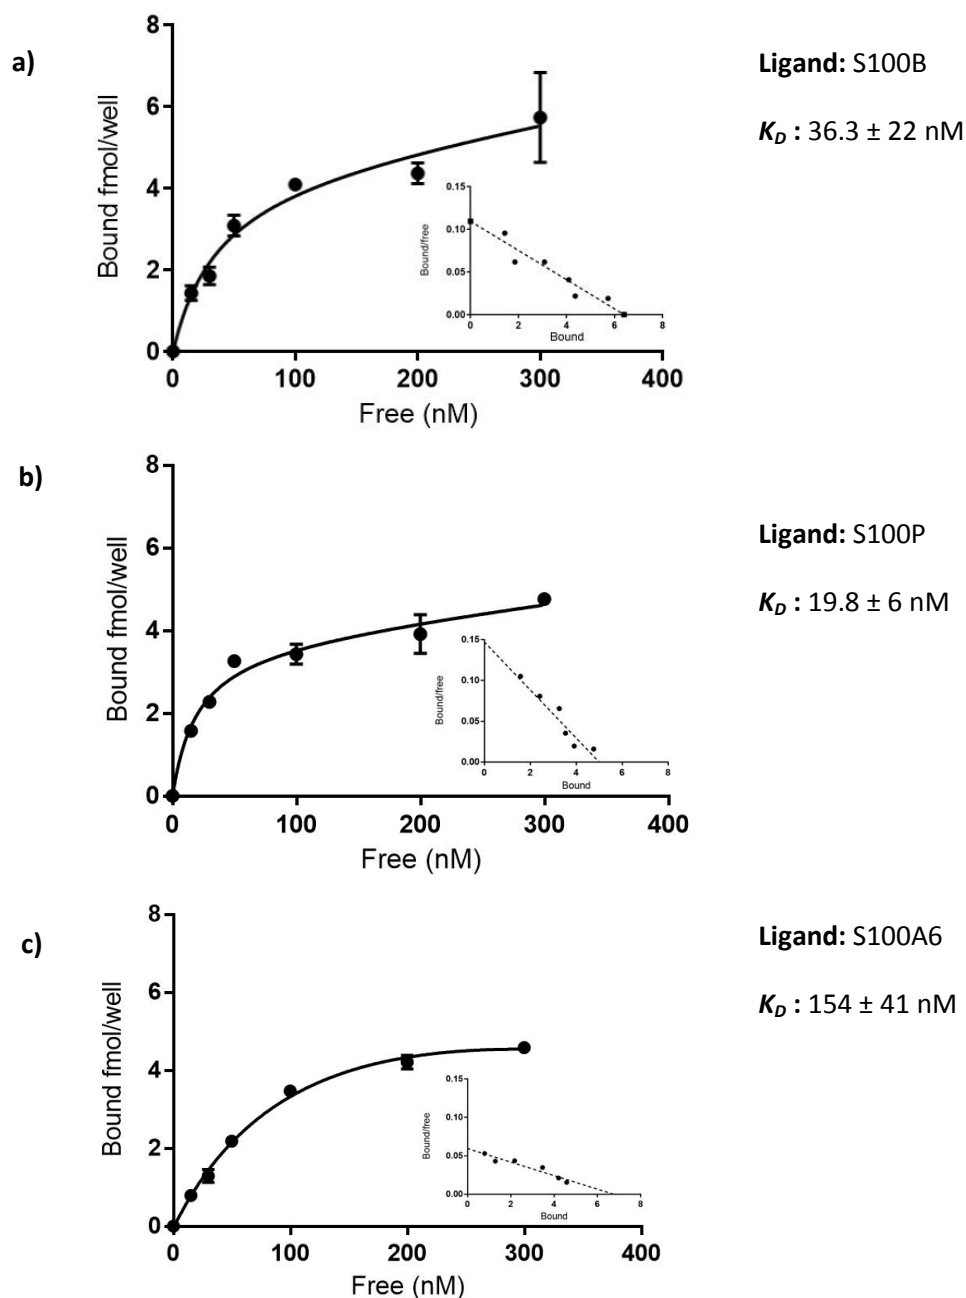 a)
Bound fmol/well
8
6
4
2
0
0 100 200 300 400
Free (nM)
Bound/free
0.15
0.10
0.05
0.00
0 2 4 6 8
Bound
Ligand: S100B
K_D : 36.3 ± 22 nM
b)
Bound fmol/well
8
6
4
2
0
0 100 200 300 400
Free (nM)
Bound/free
0.15
0.10
0.05
0.00
0 2 4 6 8
Bound
Ligand: S100P
K_D : 19.8 ± 6 nM
c)
Bound fmol/well
8
6
4
2
0
0 100 200 300 400
Free (nM)
Bound/free
0.15
0.10
0.05
0.00
0 2 4 6 8
Bound
Ligand: S100A6
K_D : 154 ± 41 nM